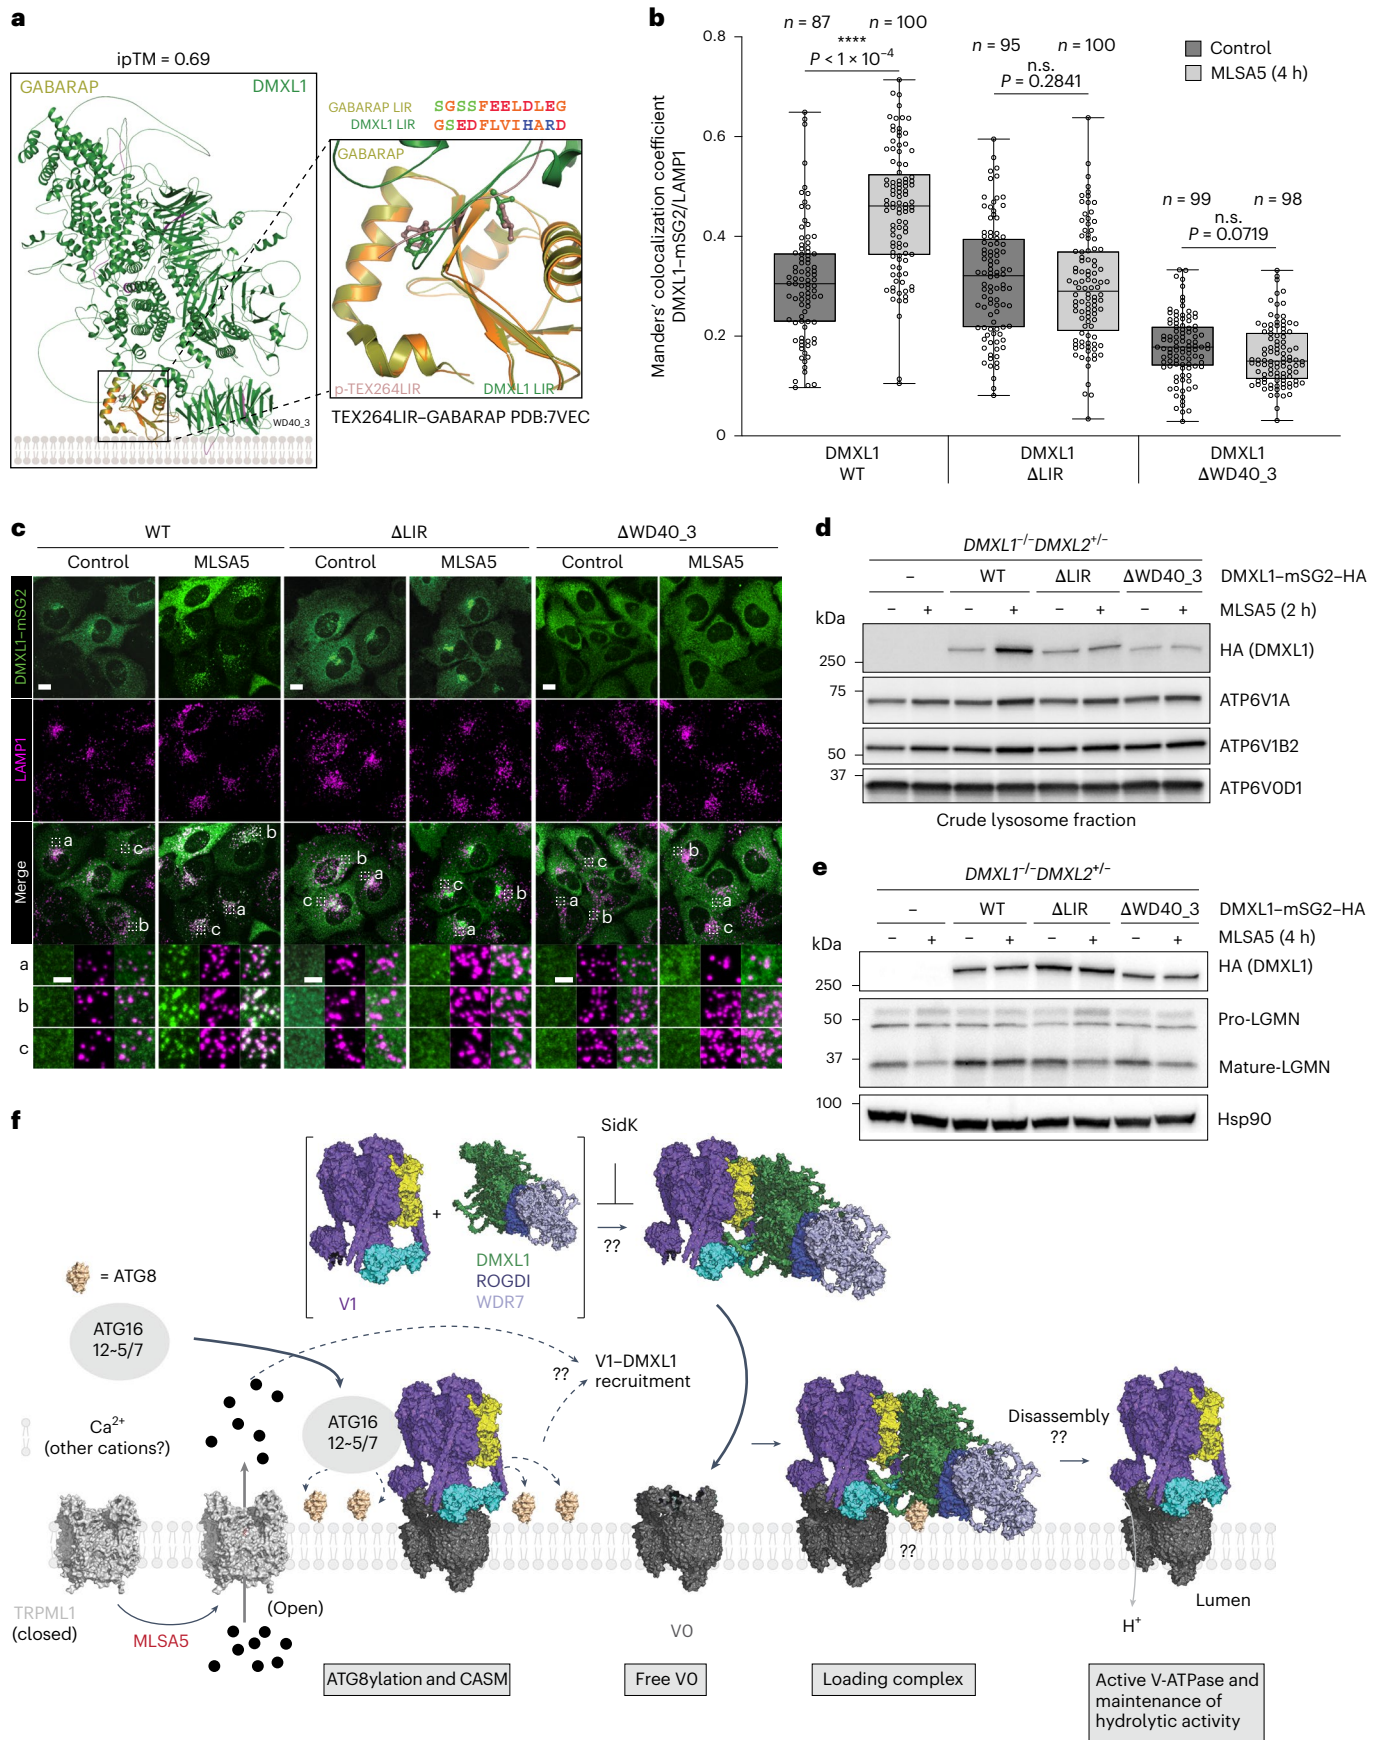 a
ipTM = 0.69
GABARAP
DMXL1
WD40_3
GABARAP LIR SGSSFEELDLEG
DMXL1 LIR GSEDFLVIHARD
GABARAP
p-TEX264LIR
DMXL1 LIR
TEX264LIR–GABARAP PDB:7VEC
b
Manders' colocalization coefficient
DMXL1–mSG2/LAMP1
0.8
0.6
0.4
0.2
0
n = 87
n = 100
****
P < 1 × 10⁻⁴
n = 95
n = 100
n.s.
P = 0.2841
n = 99
n = 98
n.s.
P = 0.0719
Control
MLSA5 (4 h)
DMXL1
WT
DMXL1
ΔLIR
DMXL1
ΔWD40_3
c
WT
ΔLIR
ΔWD40_3
Control
MLSA5
Control
MLSA5
Control
MLSA5
DMXL1–mSG2
LAMP1
Merge
a
c
b
b
a
c
b
a
c
c
b
a
c
a
b
b
a
c
a
b
c
d
DMXL1⁻/⁻DMXL2⁺/⁻
– WT ΔLIR ΔWD40_3 DMXL1–mSG2–HA
– + – + – + – + MLSA5 (2 h)
kDa
250
HA (DMXL1)
75
ATP6V1A
50
ATP6V1B2
37
ATP6V0D1
Crude lysosome fraction
e
DMXL1⁻/⁻DMXL2⁺/⁻
– WT ΔLIR ΔWD40_3 DMXL1–mSG2–HA
– + – + – + – + MLSA5 (4 h)
kDa
HA (DMXL1)
250
50
Pro-LGMN
37
Mature-LGMN
100
Hsp90
f
SidK
+
??
V1
DMXL1
ROGDI
WDR7
= ATG8
ATG16
12~5/7
V1–DMXL1
recruitment
??
ATG16
12~5/7
Ca²⁺
(other cations?)
Disassembly
??
??
TRPML1
(closed)
MLSA5
(Open)
V0
Lumen
H⁺
ATG8ylation and CASM
Free V0
Loading complex
Active V-ATPase and
maintenance of
hydrolytic activity